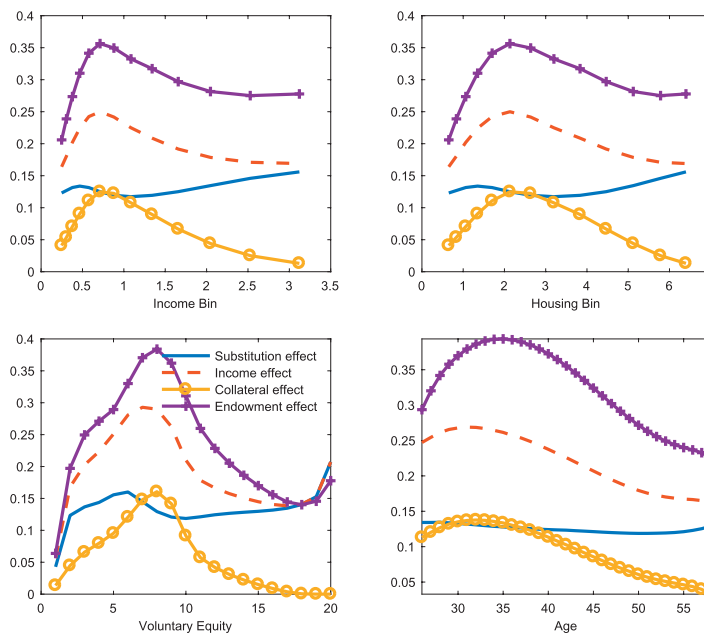 0.4
0.35
0.3
0.25
0.2
0.15
0.1
0.05
0
0 0.5 1 1.5 2 2.5 3 3.5
Income Bin
0.4
0.35
0.3
0.25
0.2
0.15
0.1
0.05
0
0 1 2 3 4 5 6
Housing Bin
0.4
0.35
0.3
0.25
0.2
0.15
0.1
0.05
0
0 5 10 15 20
Voluntary Equity
Substitution effect
Income effect
Collateral effect
Endowment effect
0.35
0.3
0.25
0.2
0.15
0.1
0.05
30 35 40 45 50 55
Age